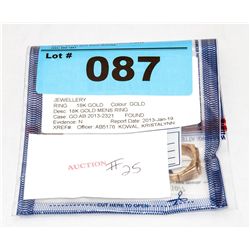 Lot #
087
JEWELLERY
RING .18K GOLD Colour: GOLD
Desc: 18K GOLD MENS RING
Case: GO AB 2013-2321 FOUND
Evidence: N Report Date: 2013-Jan-19
XREF# Officer: AB5170 KOWAL, KRISTALYNN
AUCTION #25